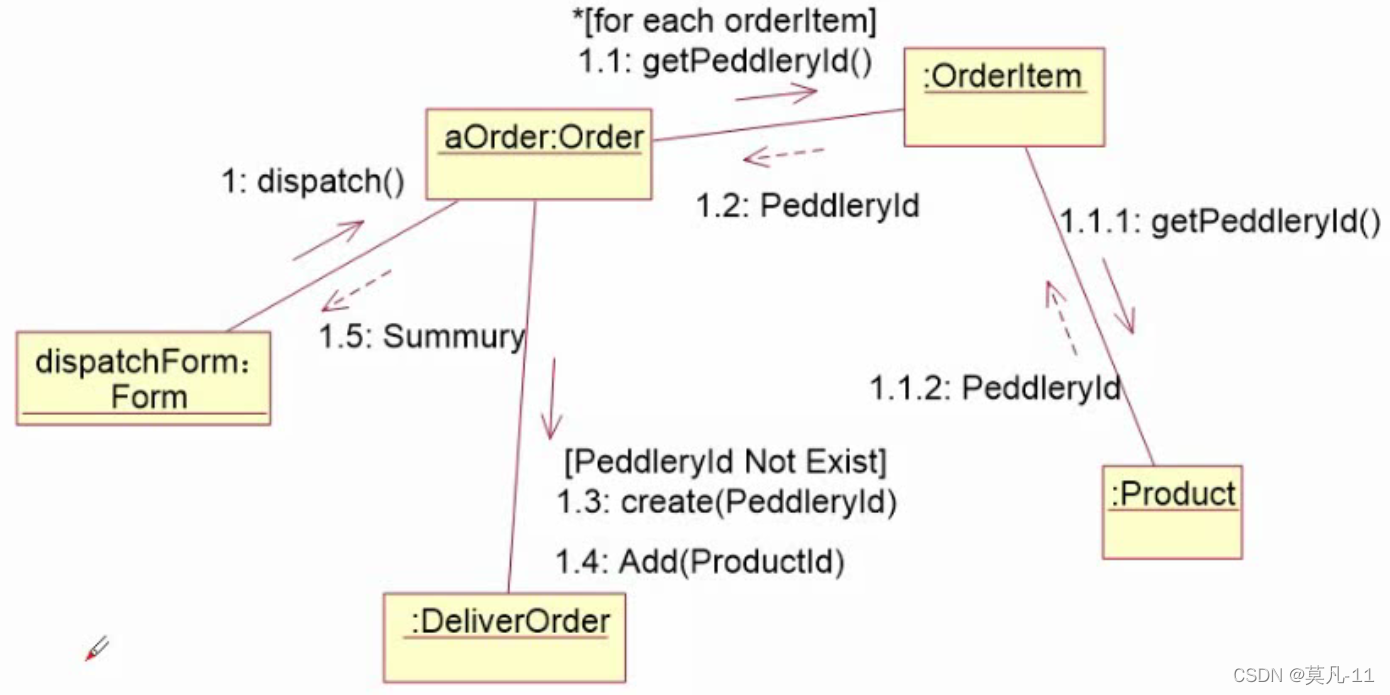 *[for each orderItem]
1.1: getPeddleryId()
:OrderItem
aOrder:Order
1: dispatch()
1.2: PeddleryId
1.1.1: getPeddleryId()
1.5: Summury
dispatchForm：
Form
1.1.2: PeddleryId
[PeddleryId Not Exist]
1.3: create(PeddleryId)
:Product
1.4: Add(ProductId)
:DeliverOrder
CSDN @莫凡-11